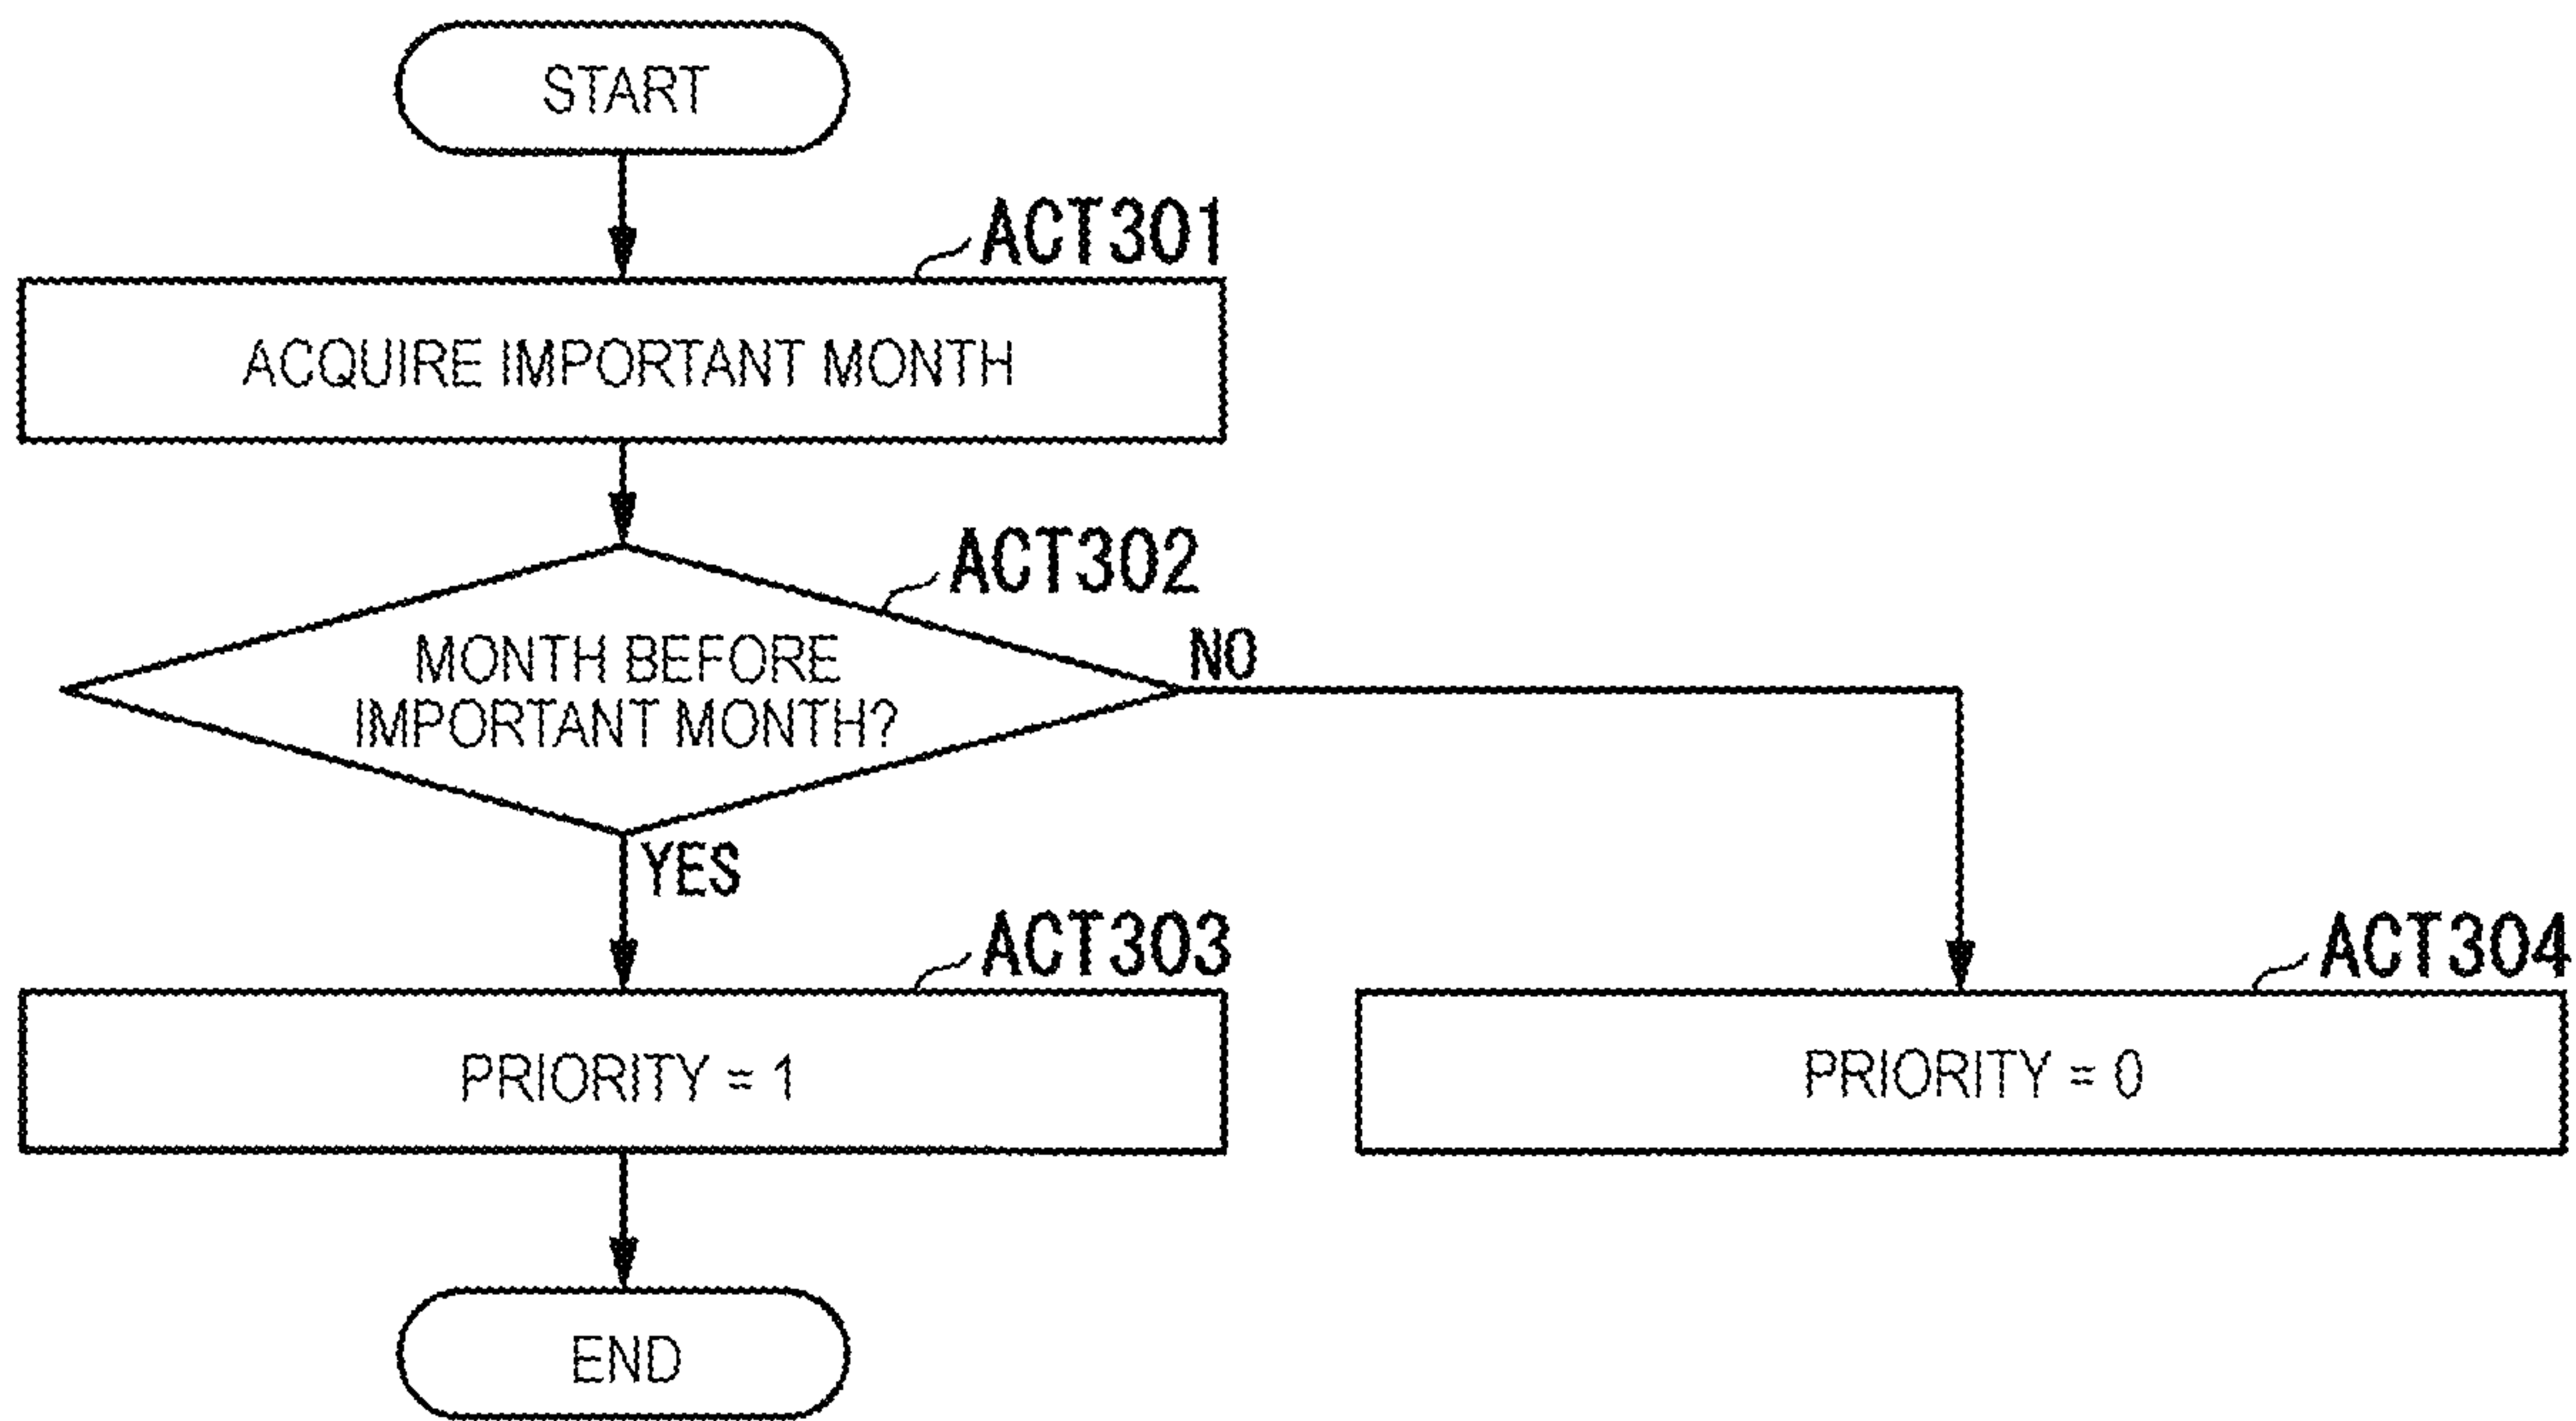 START
ACT301
ACQUIRE IMPORTANT MONTH
ACT302
MONTH BEFORE
IMPORTANT MONTH?
NO
YES
ACT303
PRIORITY = 1
ACT304
PRIORITY = 0
END